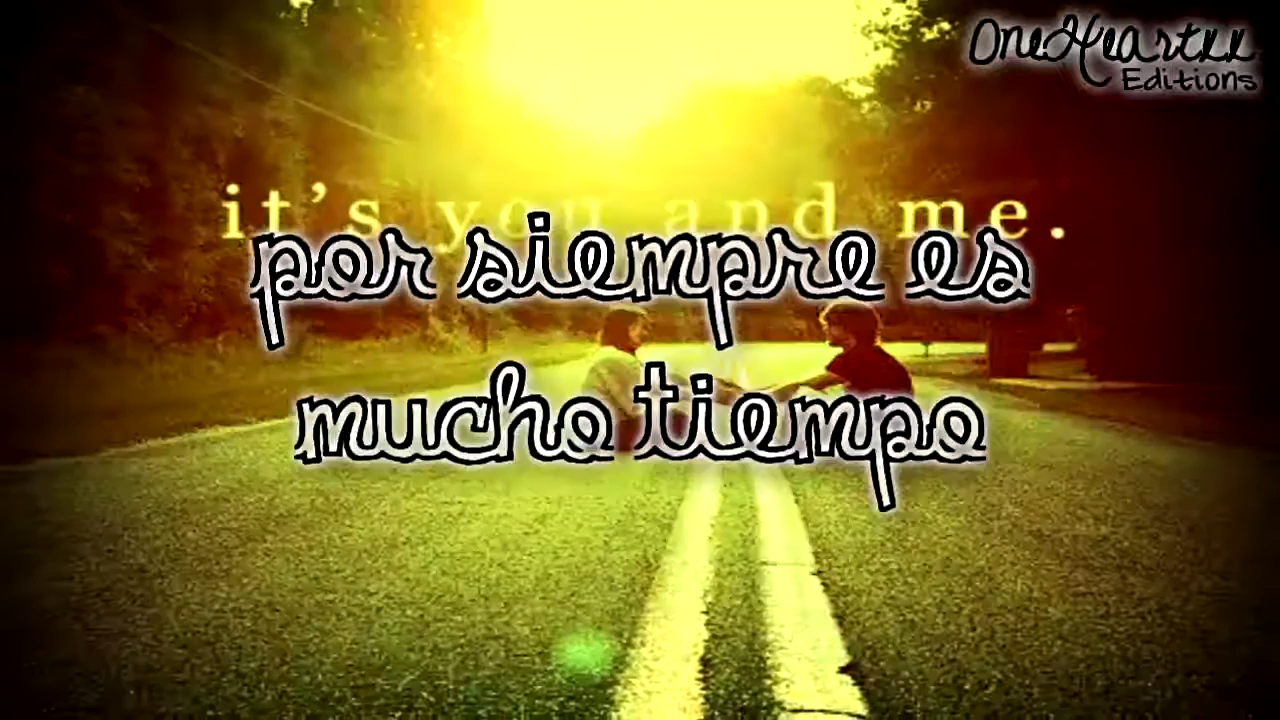 OneHeartxx
Editions
it's you and me.
por siempre es
mucho tiempo